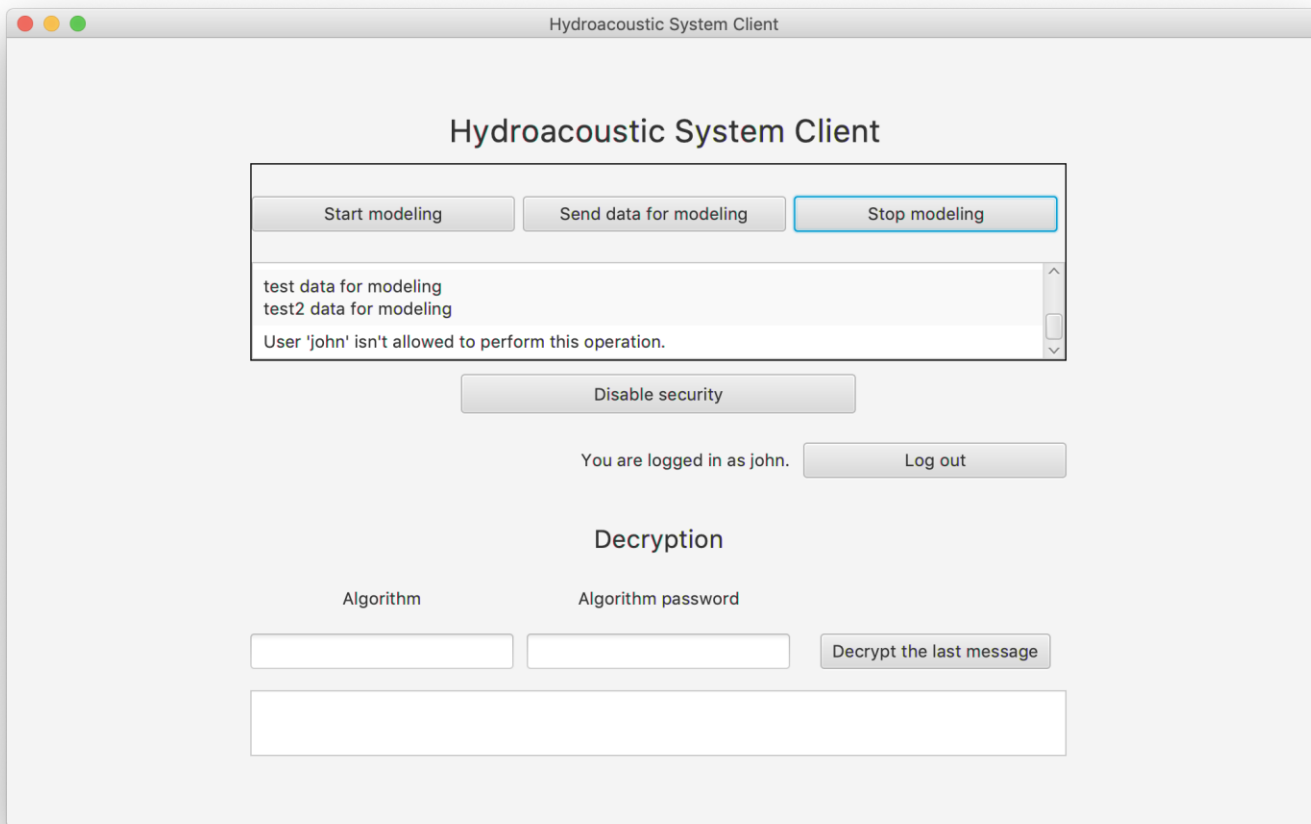 Hydroacoustic System Client
Hydroacoustic System Client
Start modeling
Send data for modeling
Stop modeling
test data for modeling
test2 data for modeling
User 'john' isn't allowed to perform this operation.
Disable security
You are logged in as john.
Log out
Decryption
Algorithm
Algorithm password
Decrypt the last message